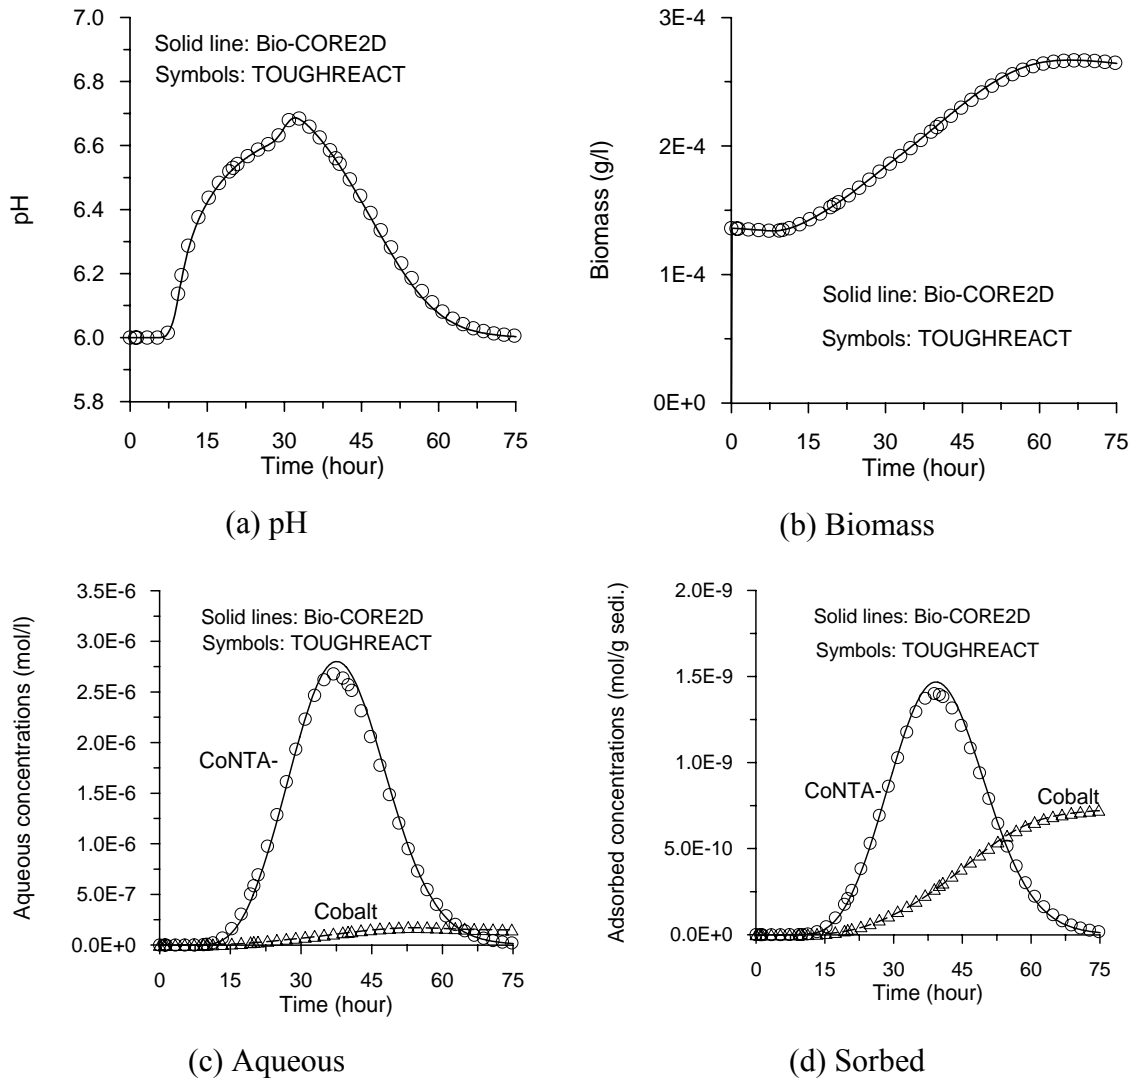 7.0
6.8
6.6
6.4
6.2
6.0
5.8
pH
Solid line: Bio-CORE2D
Symbols: TOUGHREACT
0 15 30 45 60 75
Time (hour)
(a) pH
3E-4
2E-4
1E-4
0E+0
Biomass (g/l)
Solid line: Bio-CORE2D
Symbols: TOUGHREACT
0 15 30 45 60 75
Time (hour)
(b) Biomass
3.5E-6
3.0E-6
2.5E-6
2.0E-6
1.5E-6
1.0E-6
5.0E-7
0.0E+0
Aqueous concentrations (mol/l)
Solid lines: Bio-CORE2D
Symbols: TOUGHREACT
CoNTA-
Cobalt
0 15 30 45 60 75
Time (hour)
(c) Aqueous
2.0E-9
1.5E-9
1.0E-9
5.0E-10
0.0E+0
Adsorbed concentrations (mol/g sedi.)
Solid lines: Bio-CORE2D
Symbols: TOUGHREACT
CoNTA-
Cobalt
0 15 30 45 60 75
Time (hour)
(d) Sorbed